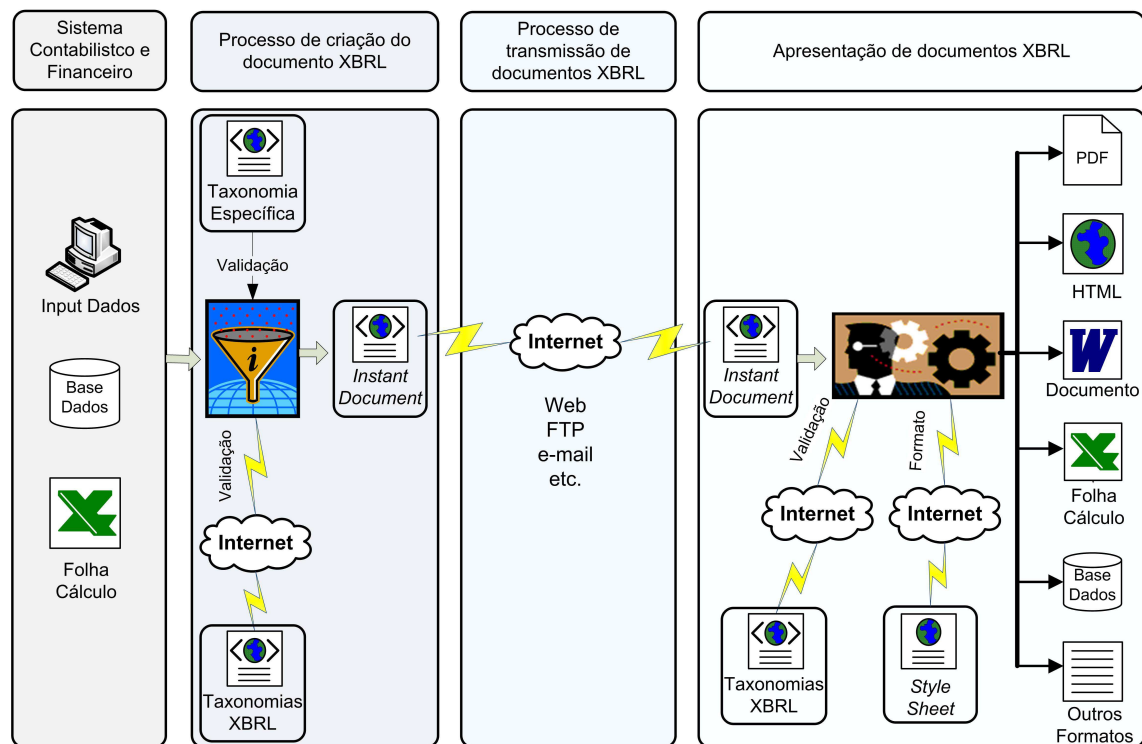 Sistema
Contabilistco e
Financeiro
Processo de criação do
documento XBRL
Processo de
transmissão de
documentos XBRL
Apresentação de documentos XBRL
Input Dados
Base
Dados
Folha
Cálculo
Taxonomia
Específica
Validação
i
Instant
Document
Validação
Internet
Taxonomias
XBRL
Internet
Web
FTP
e-mail
etc.
Instant
Document
Validação
Formato
Internet
Internet
Taxonomias
XBRL
Style
Sheet
PDF
HTML
W
Documento
Folha
Cálculo
Base
Dados
Outros
Formatos